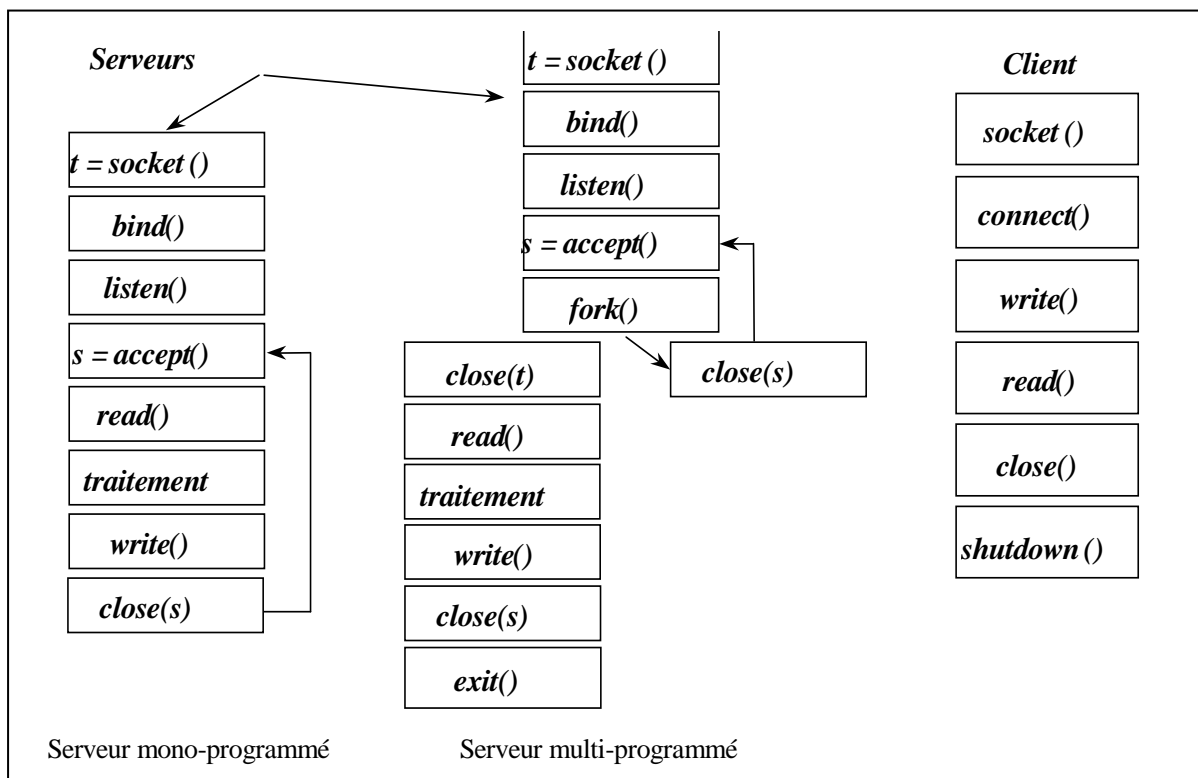 Serveurs
t = socket ()
bind()
listen()
s = accept()
read()
traitement
write()
close(s)
Serveur mono-programmé
t = socket ()
bind()
listen()
s = accept()
fork()
close(s)
close(t)
read()
traitement
write()
close(s)
exit()
Serveur multi-programmé
Client
socket ()
connect()
write()
read()
close()
shutdown ()